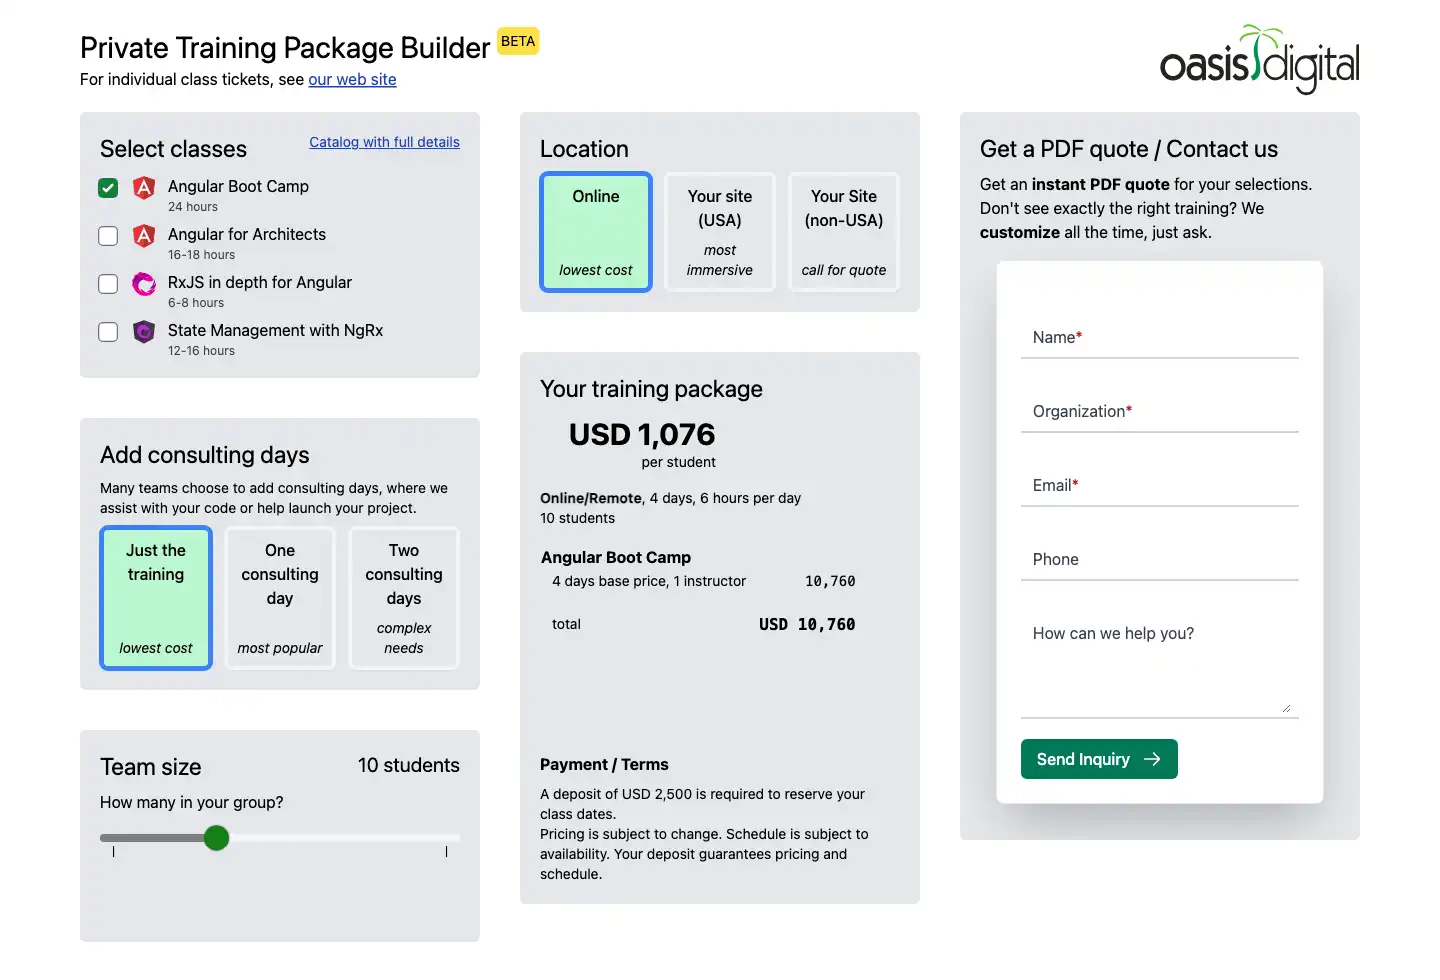 Private Training Package Builder BETA
For individual class tickets, see our web site
oasis digital
Select classes
Catalog with full details
Angular Boot Camp
24 hours
Angular for Architects
16-18 hours
RxJS in depth for Angular
6-8 hours
State Management with NgRx
12-16 hours
Add consulting days
Many teams choose to add consulting days, where we
assist with your code or help launch your project.
Just the
training
lowest cost
One
consulting
day
most popular
Two
consulting
days
complex
needs
Team size
10 students
How many in your group?
Location
Online
lowest cost
Your site
(USA)
most
immersive
Your Site
(non-USA)
call for quote
Your training package
USD 1,076
per student
Online/Remote, 4 days, 6 hours per day
10 students
Angular Boot Camp
4 days base price, 1 instructor 10,760
total USD 10,760
Payment / Terms
A deposit of USD 2,500 is required to reserve your
class dates.
Pricing is subject to change. Schedule is subject to
availability. Your deposit guarantees pricing and
schedule.
Get a PDF quote / Contact us
Get an instant PDF quote for your selections.
Don't see exactly the right training? We
customize all the time, just ask.
Name*
Organization*
Email*
Phone
How can we help you?
Send Inquiry